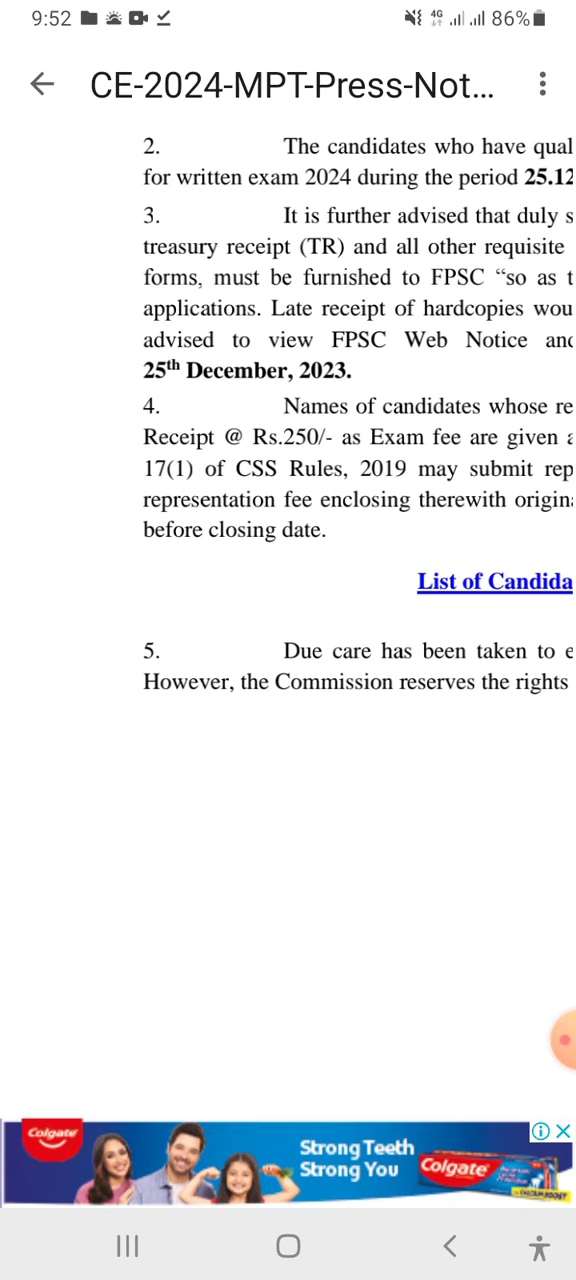 9:52 4G 86%
CE-2024-MPT-Press-Not...
2. The candidates who have qual
for written exam 2024 during the period 25.12
3. It is further advised that duly s
treasury receipt (TR) and all other requisite
forms, must be furnished to FPSC “so as t
applications. Late receipt of hardcopies wou
advised to view FPSC Web Notice and
25th December, 2023.
4. Names of candidates whose re
Receipt @ Rs.250/- as Exam fee are given a
17(1) of CSS Rules, 2019 may submit rep
representation fee enclosing therewith origina
before closing date.
List of Candida
5. Due care has been taken to e
However, the Commission reserves the rights
Colgate
Strong Teeth
Strong You
Colgate